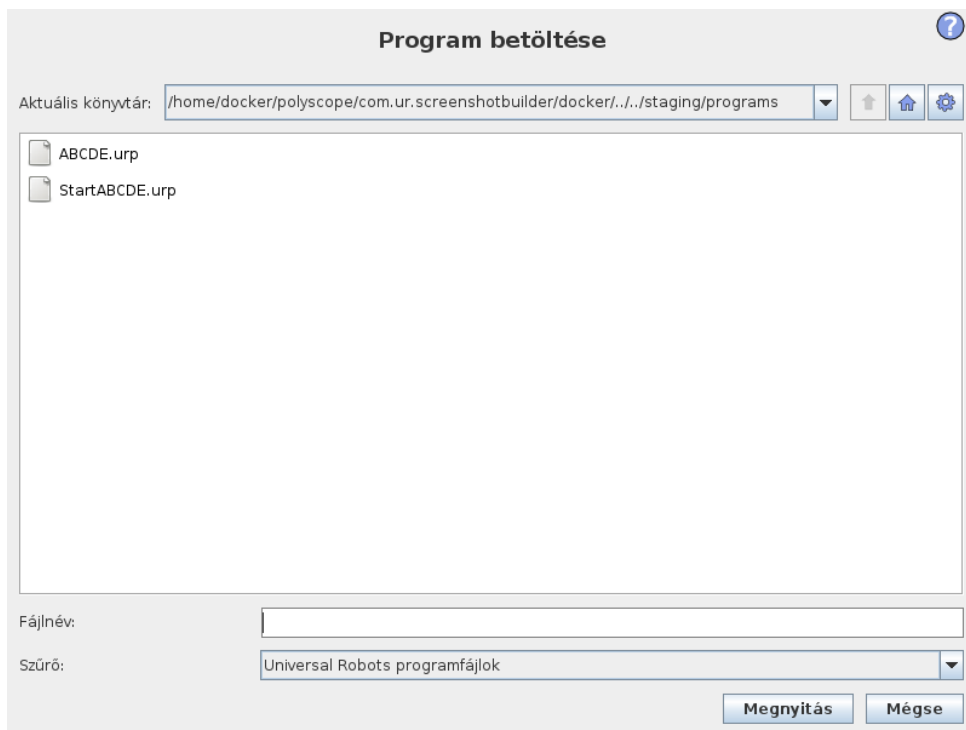 Program betöltése
?
Aktuális könyvtár: /home/docker/polyscope/com.ur.screenshotbuilder/docker/../../staging/programs
ABCDE.urp
StartABCDE.urp
Fájlnév:
Szűrő: Universal Robots programfájlok
Megnyitás Mégse